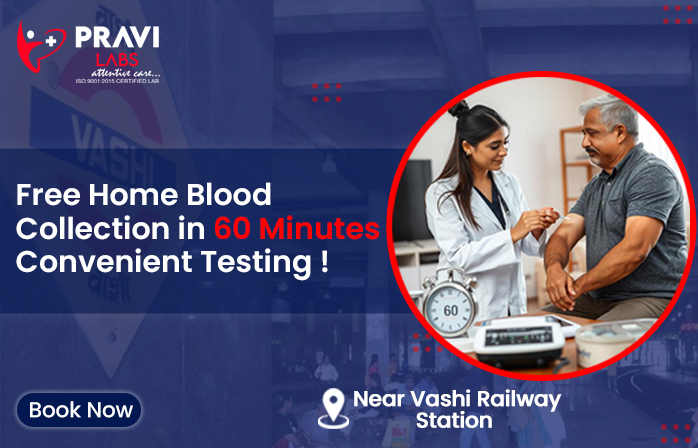 PRAVI
LABS
attentive care...
ISO 9001:2015 CERTIFIED LAB
VASHI
Free Home Blood
Collection in 60 Minutes
Convenient Testing !
60
Book Now
Near Vashi Railway
Station